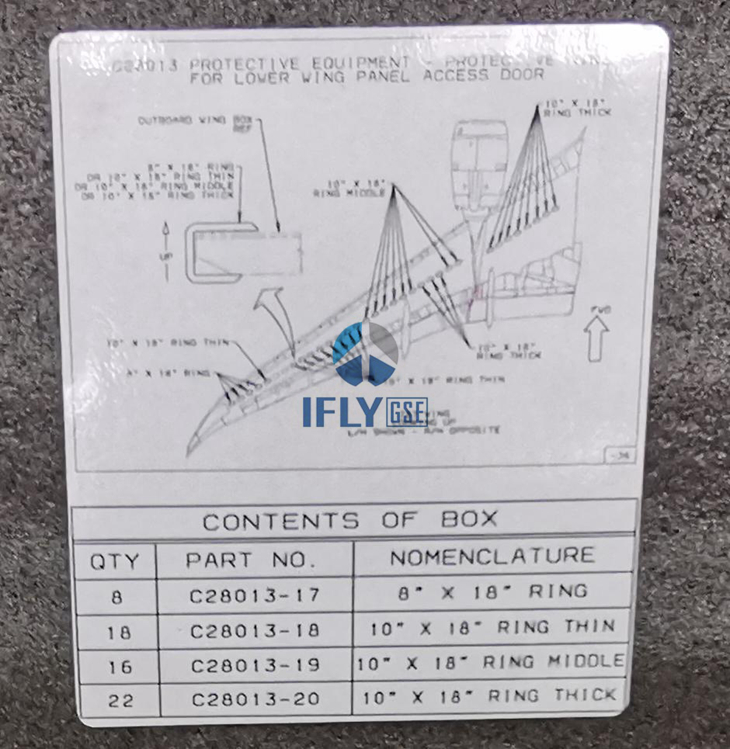 C28013 PROTECTIVE EQUIPMENT - PROTECTIVE
FOR LOWER WING PANEL ACCESS DOOR
10" X 18"
RING THICK
OUTBOARD WING BOX
REF
8" X 18" RING
OR 10" X 18" RING THIN
OR 10" X 18" RING MIDDLE
OR 10" X 18" RING THICK
10" X 18"
RING MIDDLE
UP
FWD
10" X 18" RING THIN
10" X 18"
RING THICK
X 18" RING
X 18" RING THIN
IFLY GSE
WING
UP
L/H SHOWN - R/H OPPOSITE
CONTENTS OF BOX
QTY PART NO. NOMENCLATURE
8 C28013-17 8" X 18" RING
18 C28013-18 10" X 18" RING THIN
16 C28013-19 10" X 18" RING MIDDLE
22 C28013-20 10" X 18" RING THICK